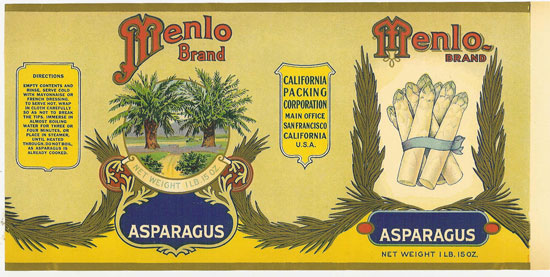 DIRECTIONS
EMPTY CONTENTS AND
RINSE. SERVE COLD
WITH MAYONNAISE OR
FRENCH DRESSING.
TO SERVE HOT, WRAP
IN CLOTH CAREFULLY
SO AS NOT TO BREAK
THE TIPS, IMMERSE IN
ALMOST BOILING
WATER FOR THREE OR
FOUR MINUTES, OR
PLACE IN STEAMER,
UNTIL HEATED
THROUGH. DO NOT BOIL,
AS ASPARAGUS IS
ALREADY COOKED.
Menlo
Brand
NET WEIGHT 1 LB. 15 OZ.
ASPARAGUS
CALIFORNIA
PACKING
CORPORATION
MAIN OFFICE
SAN FRANCISCO
CALIFORNIA
U.S.A.
Menlo
BRAND
ASPARAGUS
NET WEIGHT 1 LB. 15 OZ.